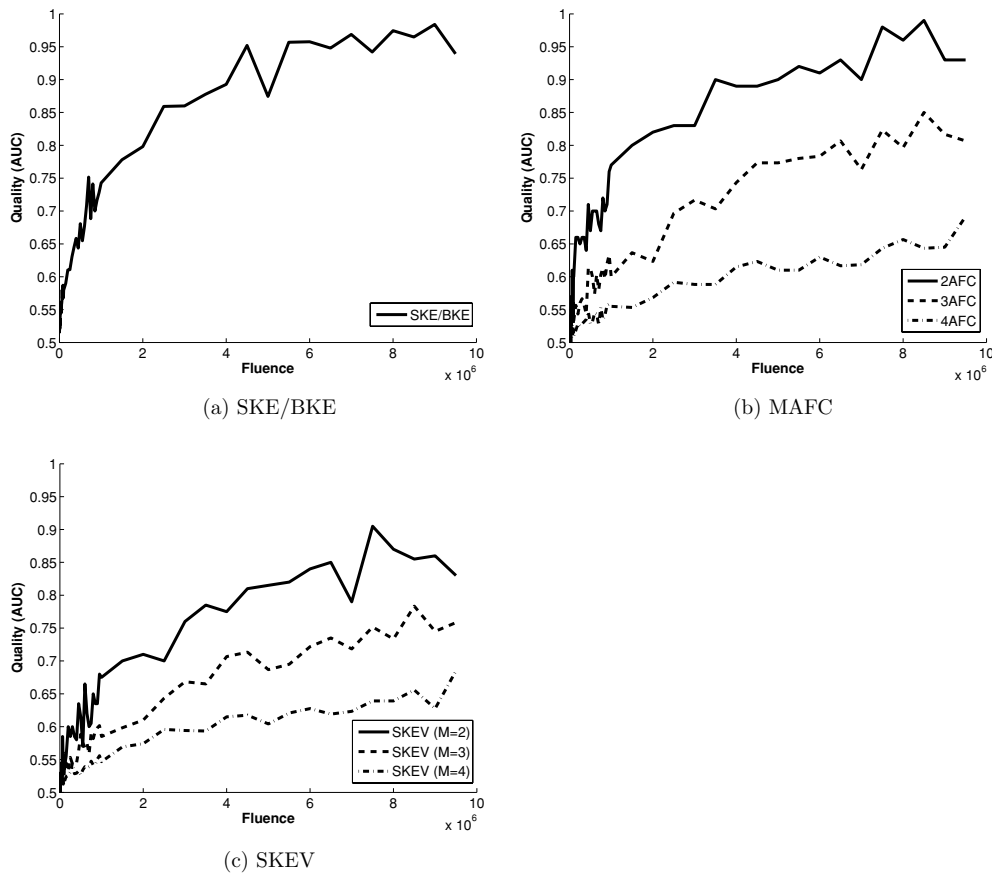 1
0.95
0.9
0.85
0.8
0.75
0.7
0.65
0.6
0.55
0.5
Quality (AUC)
SKE/BKE
0 2 4 6 8 10
Fluence
x 10^6
(a) SKE/BKE
1
0.95
0.9
0.85
0.8
0.75
0.7
0.65
0.6
0.55
0.5
Quality (AUC)
2AFC
3AFC
4AFC
0 2 4 6 8 10
Fluence
x 10^6
(b) MAFC
1
0.95
0.9
0.85
0.8
0.75
0.7
0.65
0.6
0.55
0.5
Quality (AUC)
SKEV (M=2)
SKEV (M=3)
SKEV (M=4)
0 2 4 6 8 10
Fluence
x 10^6
(c) SKEV